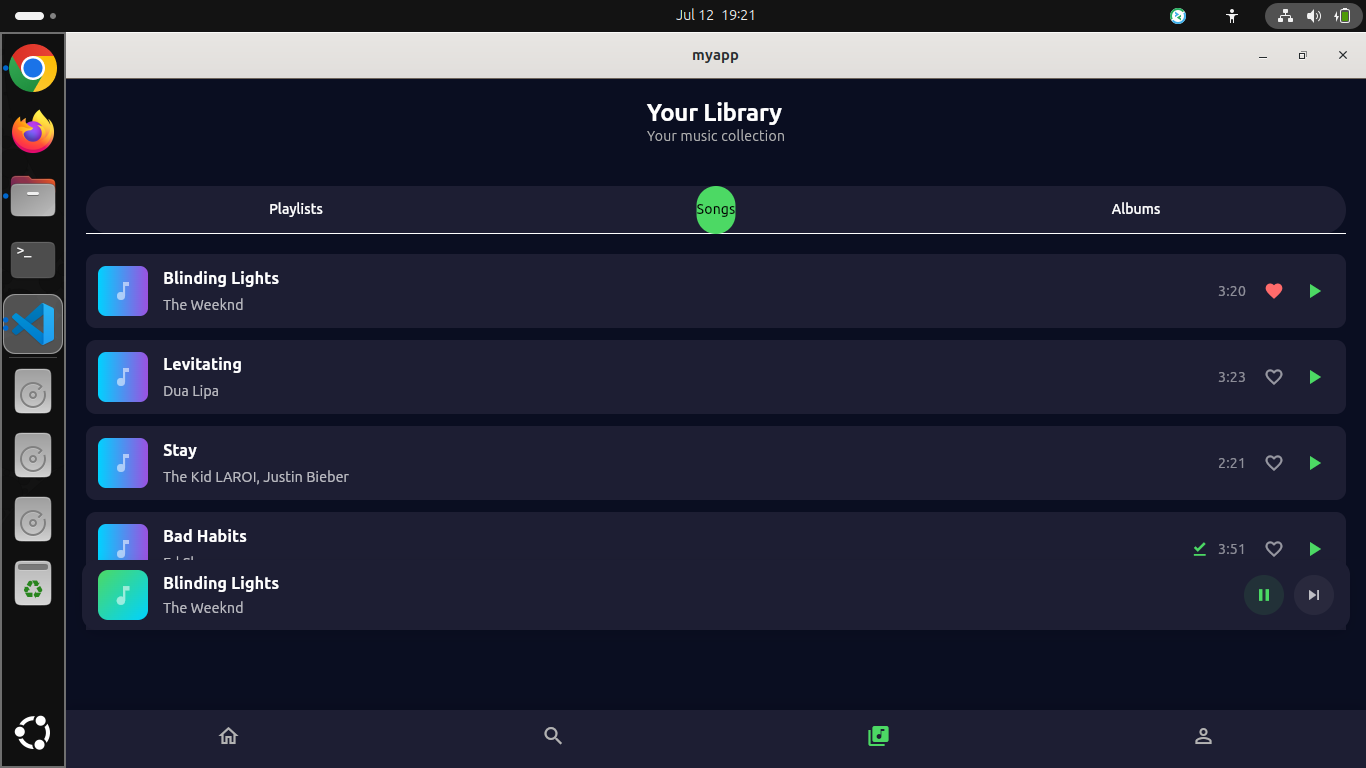 Jul 12 19:21
myapp
Your Library
Your music collection
Playlists
Songs
Albums
Blinding Lights
The Weeknd
3:20
Levitating
Dua Lipa
3:23
Stay
The Kid LAROI, Justin Bieber
2:21
Bad Habits
3:51
Blinding Lights
The Weeknd